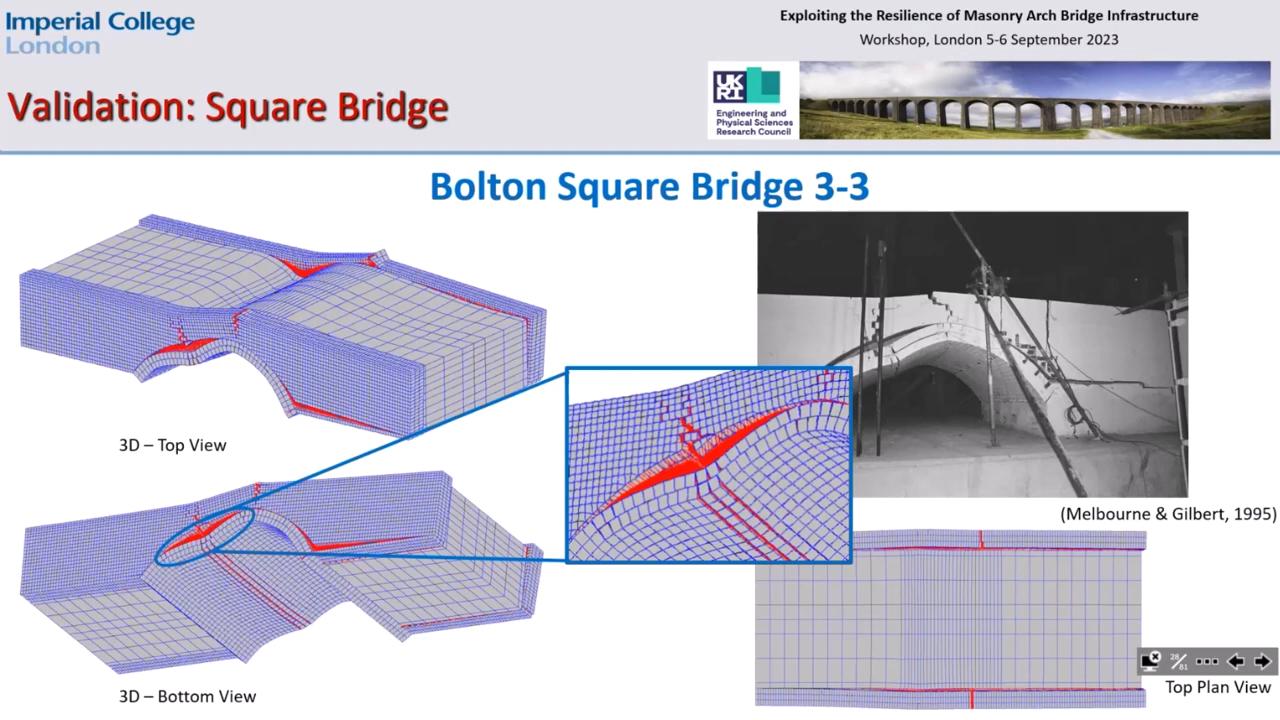 Imperial College
London
Exploiting the Resilience of Masonry Arch Bridge Infrastructure
Workshop, London 5-6 September 2023
Validation: Square Bridge
UK
RI
Engineering and
Physical Sciences
Research Council
Bolton Square Bridge 3-3
3D – Top View
(Melbourne & Gilbert, 1995)
28/81
Top Plan View
3D – Bottom View